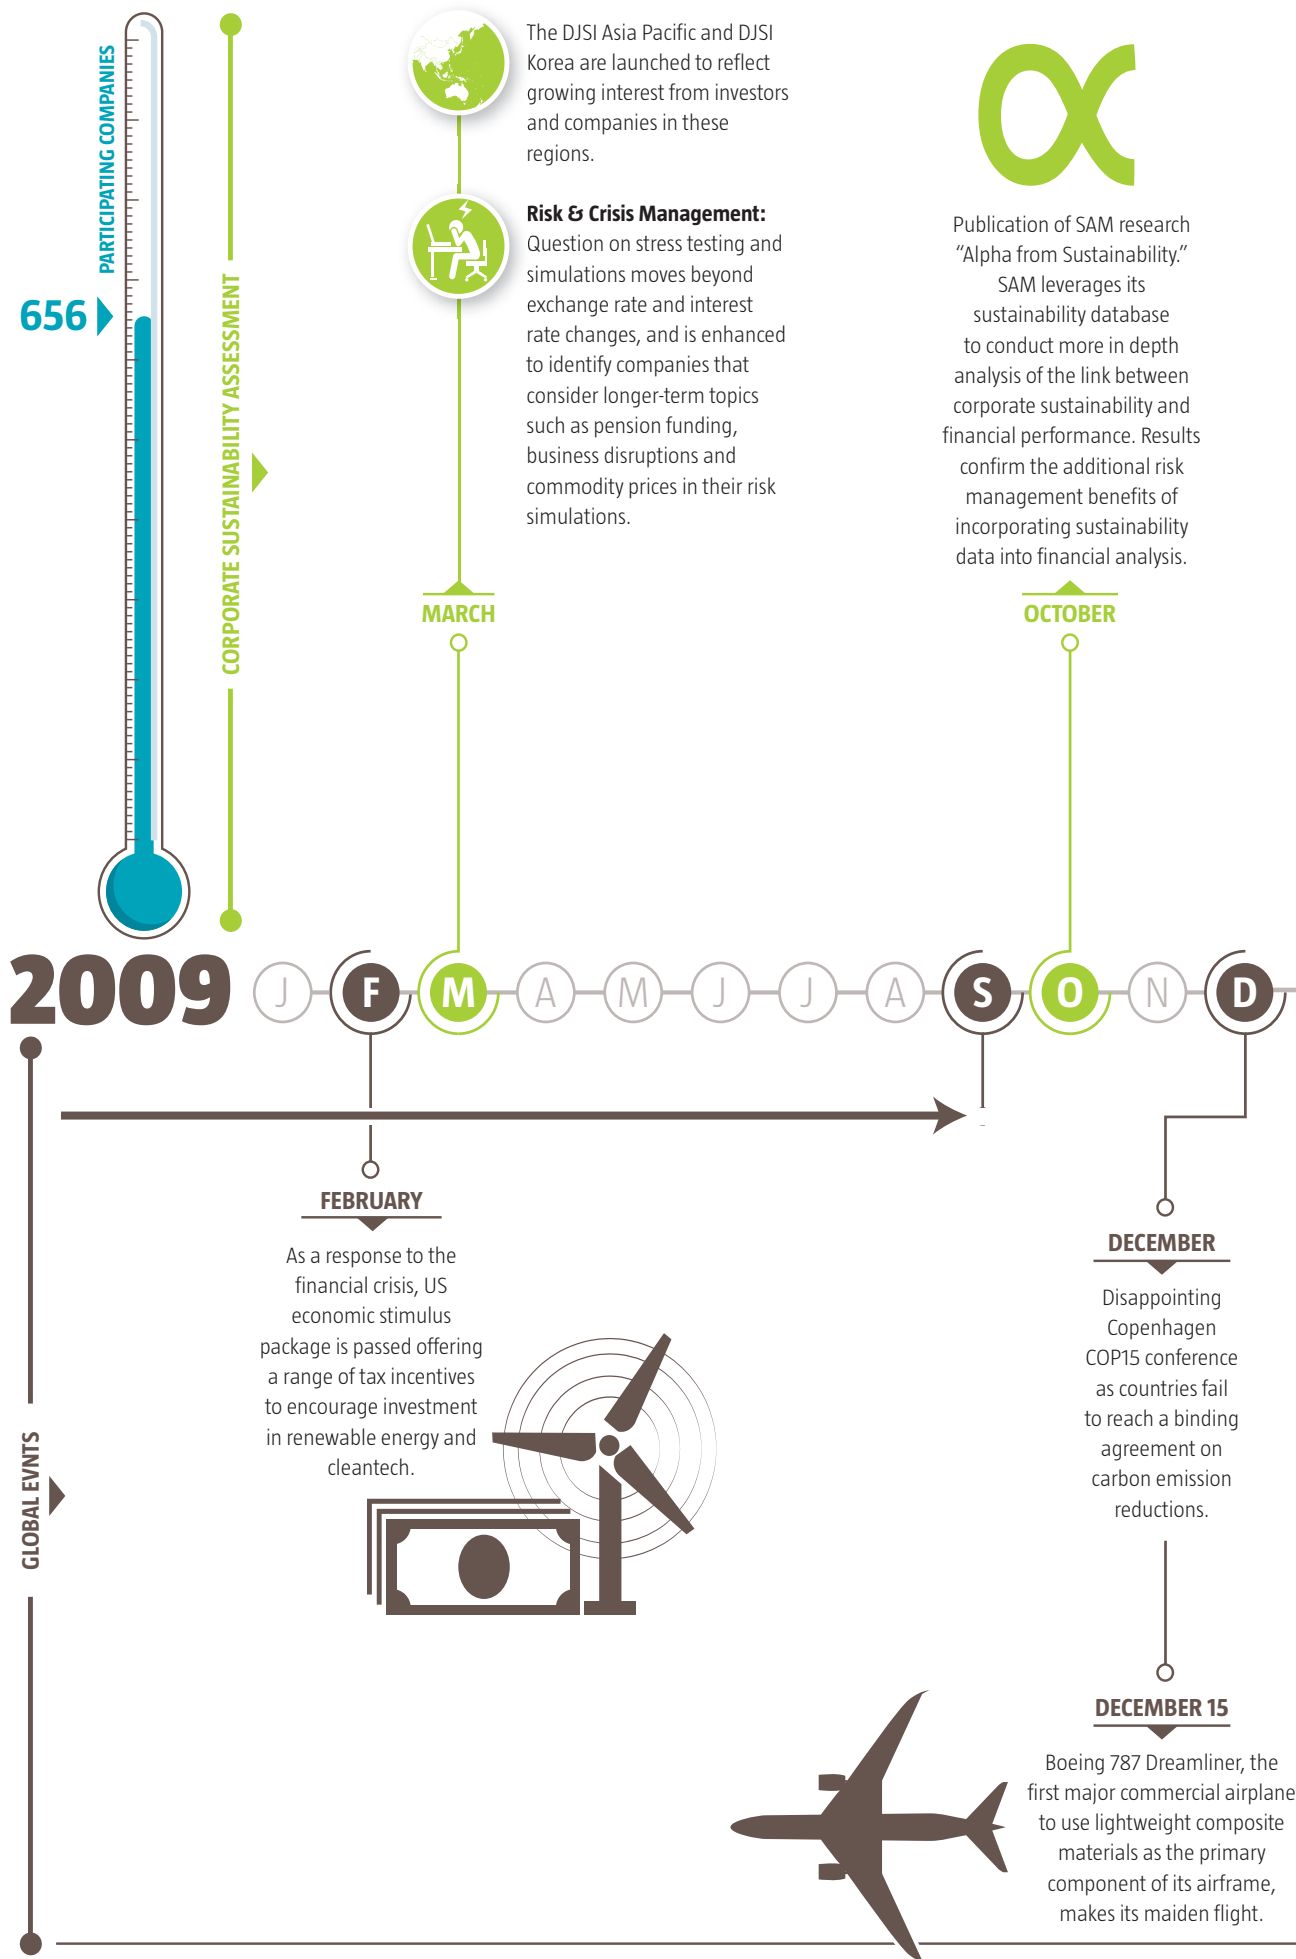 PARTICIPATING COMPANIES
656
CORPORATE SUSTAINABILITY ASSESSMENT
The DJSI Asia Pacific and DJSI
Korea are launched to reflect
growing interest from investors
and companies in these
regions.
Risk & Crisis Management:
Question on stress testing and
simulations moves beyond
exchange rate and interest
rate changes, and is enhanced
to identify companies that
consider longer-term topics
such as pension funding,
business disruptions and
commodity prices in their risk
simulations.
MARCH
Publication of SAM research
“Alpha from Sustainability.”
SAM leverages its
sustainability database
to conduct more in depth
analysis of the link between
corporate sustainability and
financial performance. Results
confirm the additional risk
management benefits of
incorporating sustainability
data into financial analysis.
OCTOBER
2009 J F M A M J J A S O N D
GLOBAL EVNTS
FEBRUARY
As a response to the
financial crisis, US
economic stimulus
package is passed offering
a range of tax incentives
to encourage investment
in renewable energy and
cleantech.
DECEMBER
Disappointing
Copenhagen
COP15 conference
as countries fail
to reach a binding
agreement on
carbon emission
reductions.
DECEMBER 15
Boeing 787 Dreamliner, the
first major commercial airplane
to use lightweight composite
materials as the primary
component of its airframe,
makes its maiden flight.